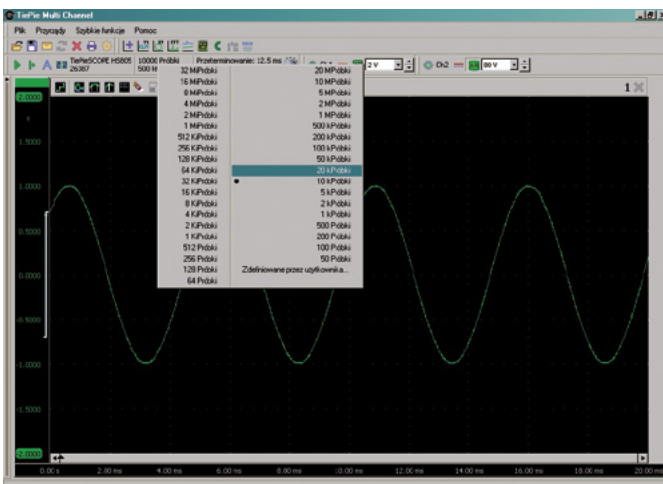 TiePie Multi Channel
Plik Przyrządy Szybkie funkcje Pomoc
TiePieSCOPE HS805
26387
10000 Próbki
500 k
Przeterminowanie: 12.5 ms
2 V
Ch2
80 V
32 MiPróbki
16 MiPróbki
8 MiPróbki
4 MiPróbki
2 MiPróbki
1 MiPróbki
512 KiPróbki
256 KiPróbki
128 KiPróbki
64 KiPróbki
32 KiPróbki
16 KiPróbki
8 KiPróbki
4 KiPróbki
2 KiPróbki
1 KiPróbki
512 Próbki
256 Próbki
128 Próbki
64 Próbki
20 MPróbki
10 MPróbki
5 MPróbki
2 MPróbki
1 MPróbki
500 kPróbki
200 kPróbki
100 kPróbki
50 kPróbki
20 kPróbki
10 kPróbki
5 kPróbki
2 kPróbki
1 kPróbki
500 Próbki
200 Próbki
100 Próbki
50 Próbki
Zdefiniowane przez użytkownika...
1
2.0000
V
1.5000
1.0000
0.5000
0.0000
-0.5000
-1.0000
-1.5000
-2.0000
0.00 s 2.00 ms 4.00 ms 6.00 ms 8.00 ms 10.00 ms 12.00 ms 14.00 ms 16.00 ms 18.00 ms 20.00 ms